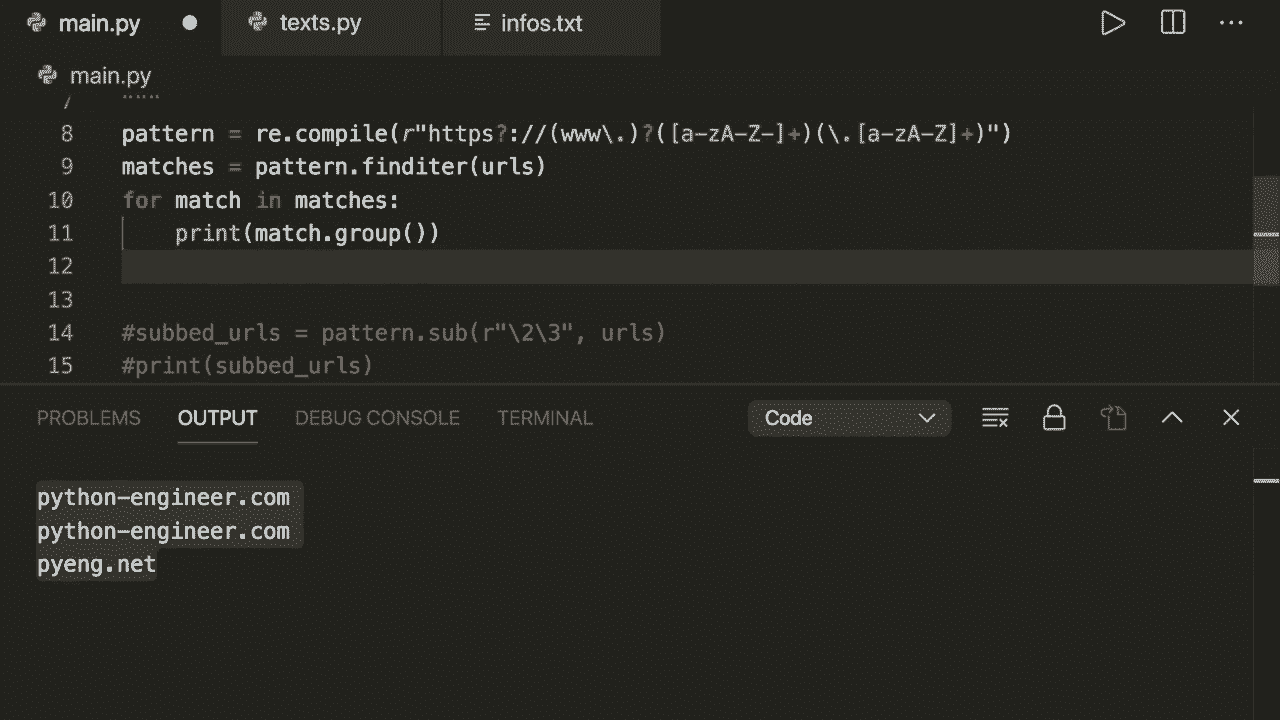 main.py
texts.py
infos.txt
main.py
7
8 pattern = re.compile(r"https?://(www\.)?([a-zA-Z-]+)(\.[a-zA-Z]+)")
9 matches = pattern.finditer(urls)
10 for match in matches:
11 print(match.group())
12
13
14 #subbed_urls = pattern.sub(r"\2\3", urls)
15 #print(subbed_urls)
PROBLEMS OUTPUT DEBUG CONSOLE TERMINAL Code
python-engineer.com
python-engineer.com
pyeng.net